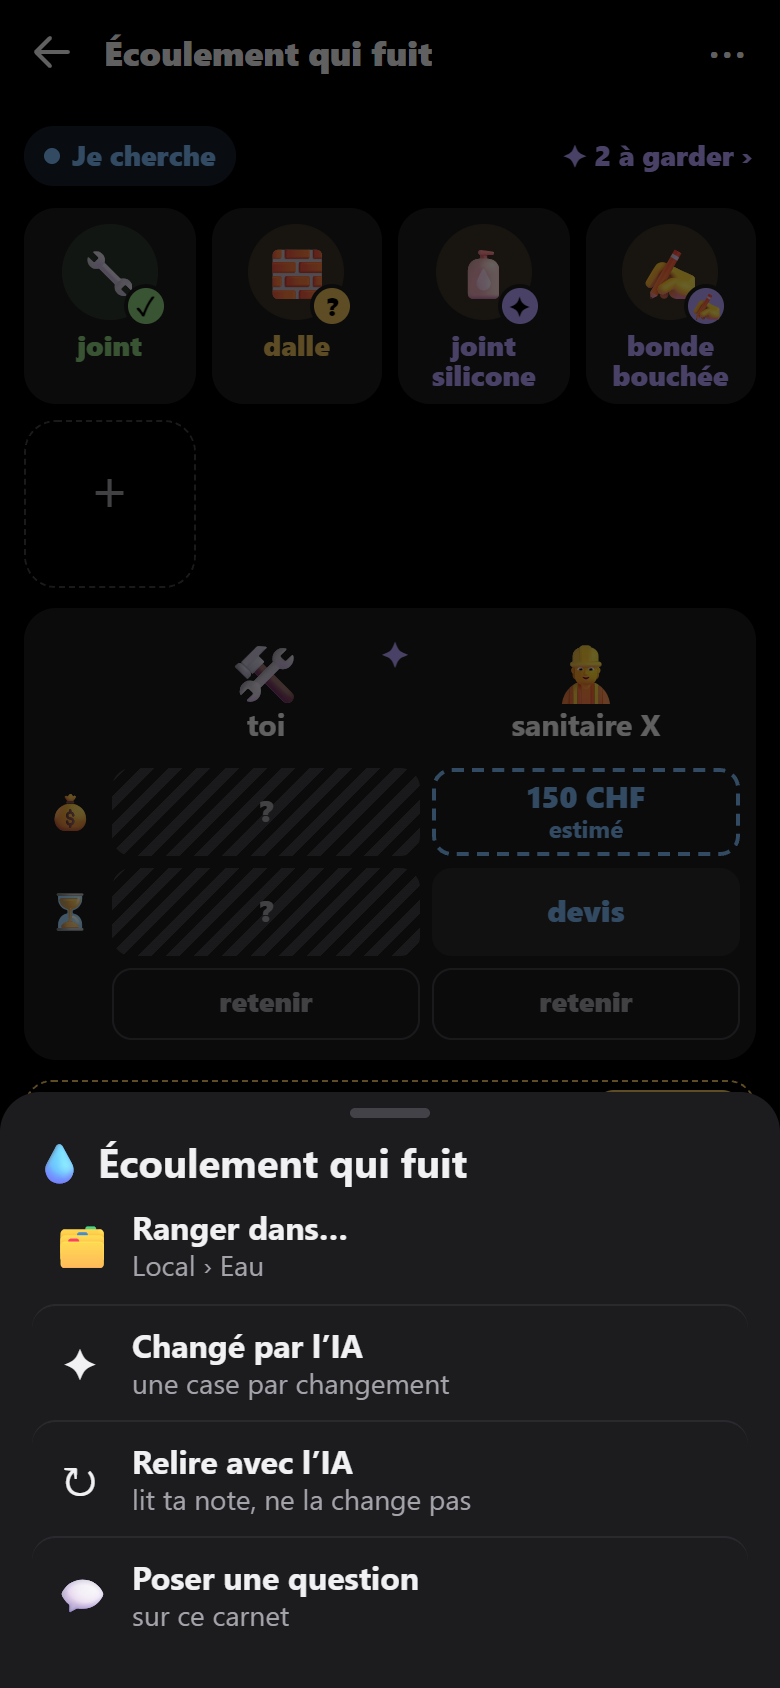 Écoulement qui fuit
Je cherche
2 à garder ›
joint
dalle
joint
silicone
bonde
bouchée
toi
sanitaire X
?
150 CHF
estimé
?
devis
retenir
retenir
Écoulement qui fuit
Ranger dans…
Local › Eau
Changé par l’IA
une case par changement
Relire avec l’IA
lit ta note, ne la change pas
Poser une question
sur ce carnet